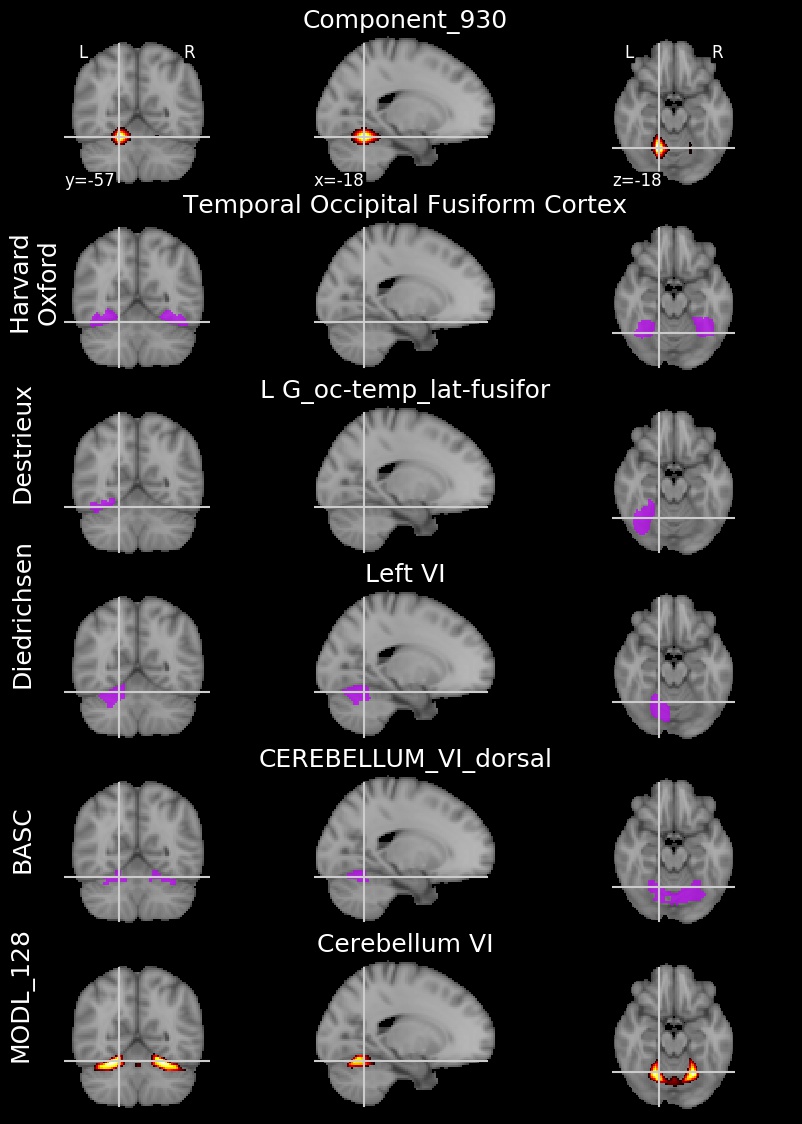 Component_930
L R
L R
y=-57
x=-18
z=-18
Temporal Occipital Fusiform Cortex
Harvard
Oxford
L G_oc-temp_lat-fusifor
Destrieux
Left VI
Diedrichsen
CEREBELLUM_VI_dorsal
BASC
Cerebellum VI
MODL_128